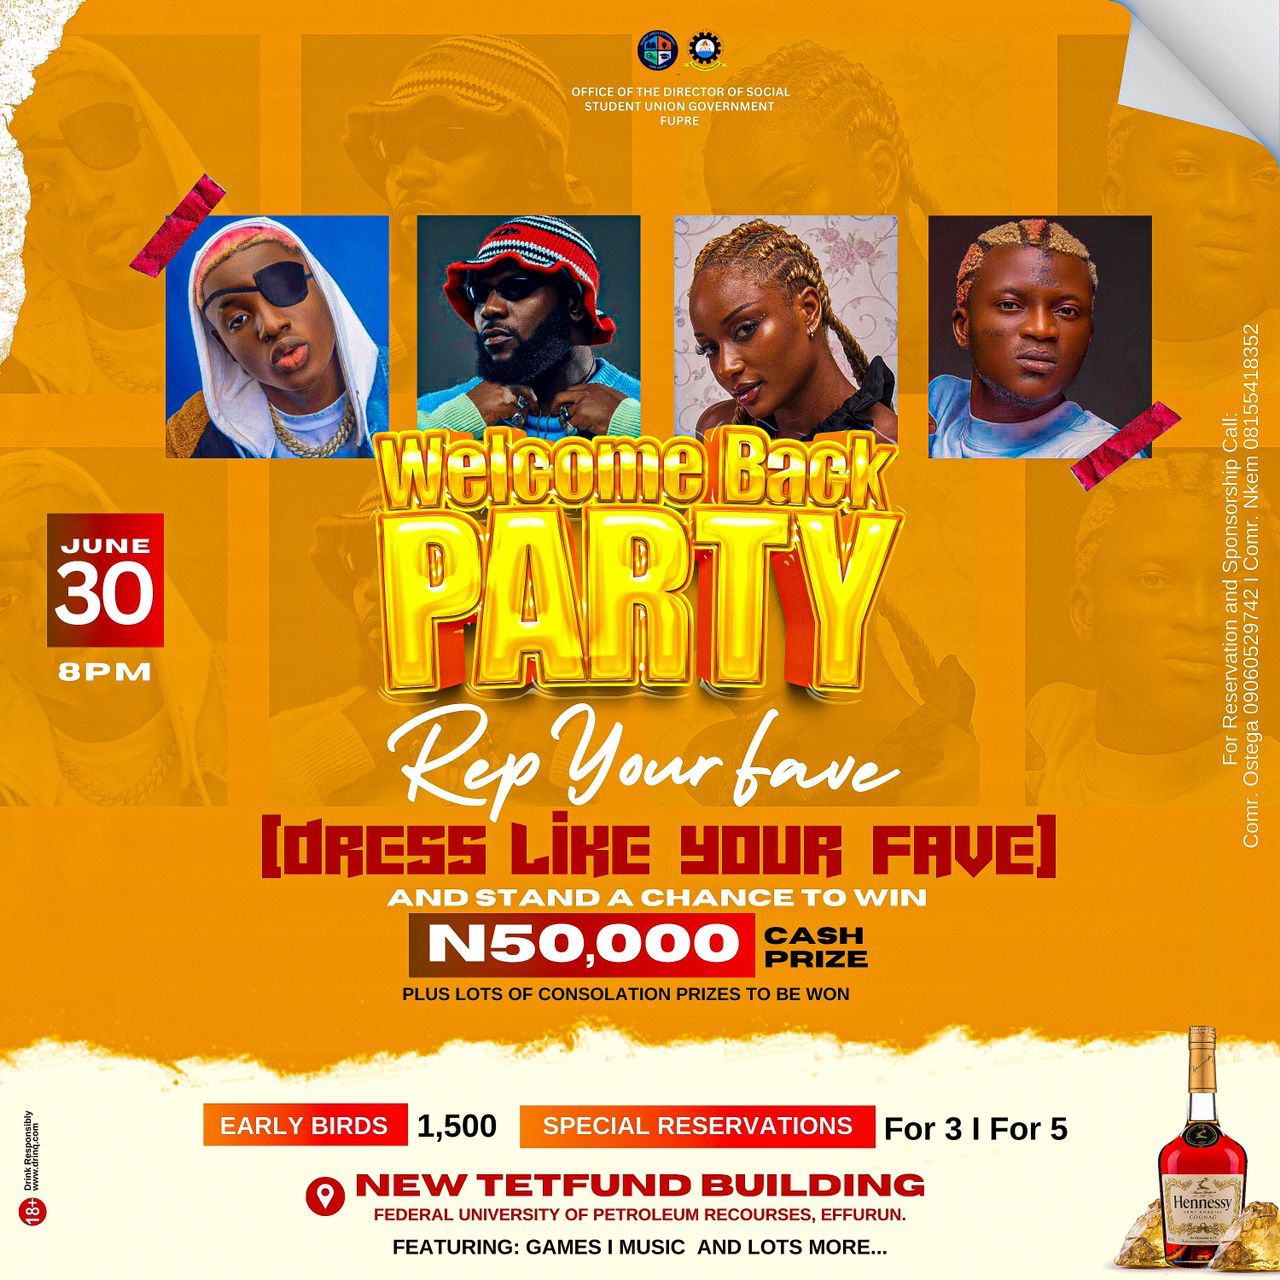 OFFICE OF THE DIRECTOR OF SOCIAL
STUDENT UNION GOVERNMENT
FUPRE
Welcome Back
PARTY
JUNE
30
8PM
Rep Your fave
[DRESS LIKE YOUR FAVE]
AND STAND A CHANCE TO WIN
N50,000
CASH
PRIZE
PLUS LOTS OF CONSOLATION PRIZES TO BE WON
For Reservation and Sponsorship Call:
Comr. Ostega 09060529742 I Comr. Nkem 08155418352
EARLY BIRDS 1,500 SPECIAL RESERVATIONS For 3 I For 5
NEW TETFUND BUILDING
FEDERAL UNIVERSITY OF PETROLEUM RECOURSES, EFFURUN.
FEATURING: GAMES I MUSIC AND LOTS MORE...
18+
Drink Responsibly
www.drinq.com
Hennessy
VERY SPECIAL
COGNAC